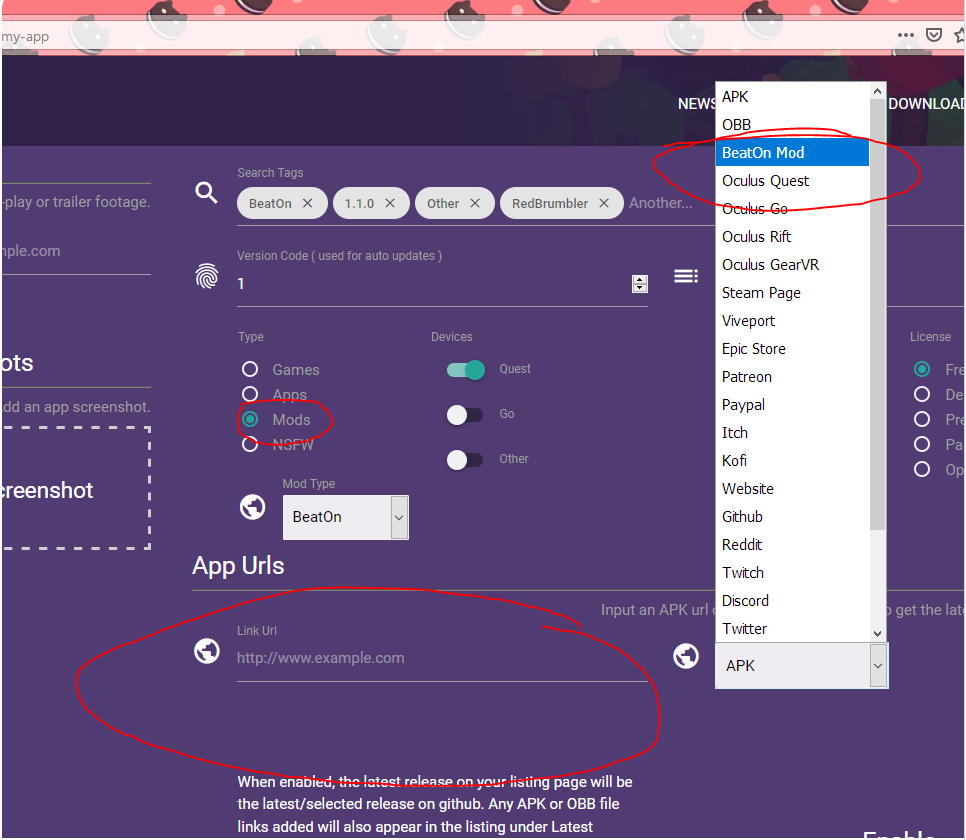 my-app
NEWS
DOWNLOAD
-play or trailer footage.
Search Tags
BeatOn
1.1.0
Other
RedBrumbler
Another...
Version Code ( used for auto updates )
1
Type
Games
Apps
Mods
NSFW
Devices
Quest
Go
Other
License
Fre
De
Pre
Pa
Op
Mod Type
BeatOn
ots
Add an app screenshot.
creenshot
mple.com
App Urls
Input an APK url
to get the late
Link Url
http://www.example.com
APK
OBB
BeatOn Mod
Oculus Quest
Oculus Go
Oculus Rift
Oculus GearVR
Steam Page
Viveport
Epic Store
Patreon
Paypal
Itch
Kofi
Website
Github
Reddit
Twitch
Discord
Twitter
APK
When enabled, the latest release on your listing page will be
the latest/selected release on github. Any APK or OBB file
links added will also appear in the listing under Latest
Enable